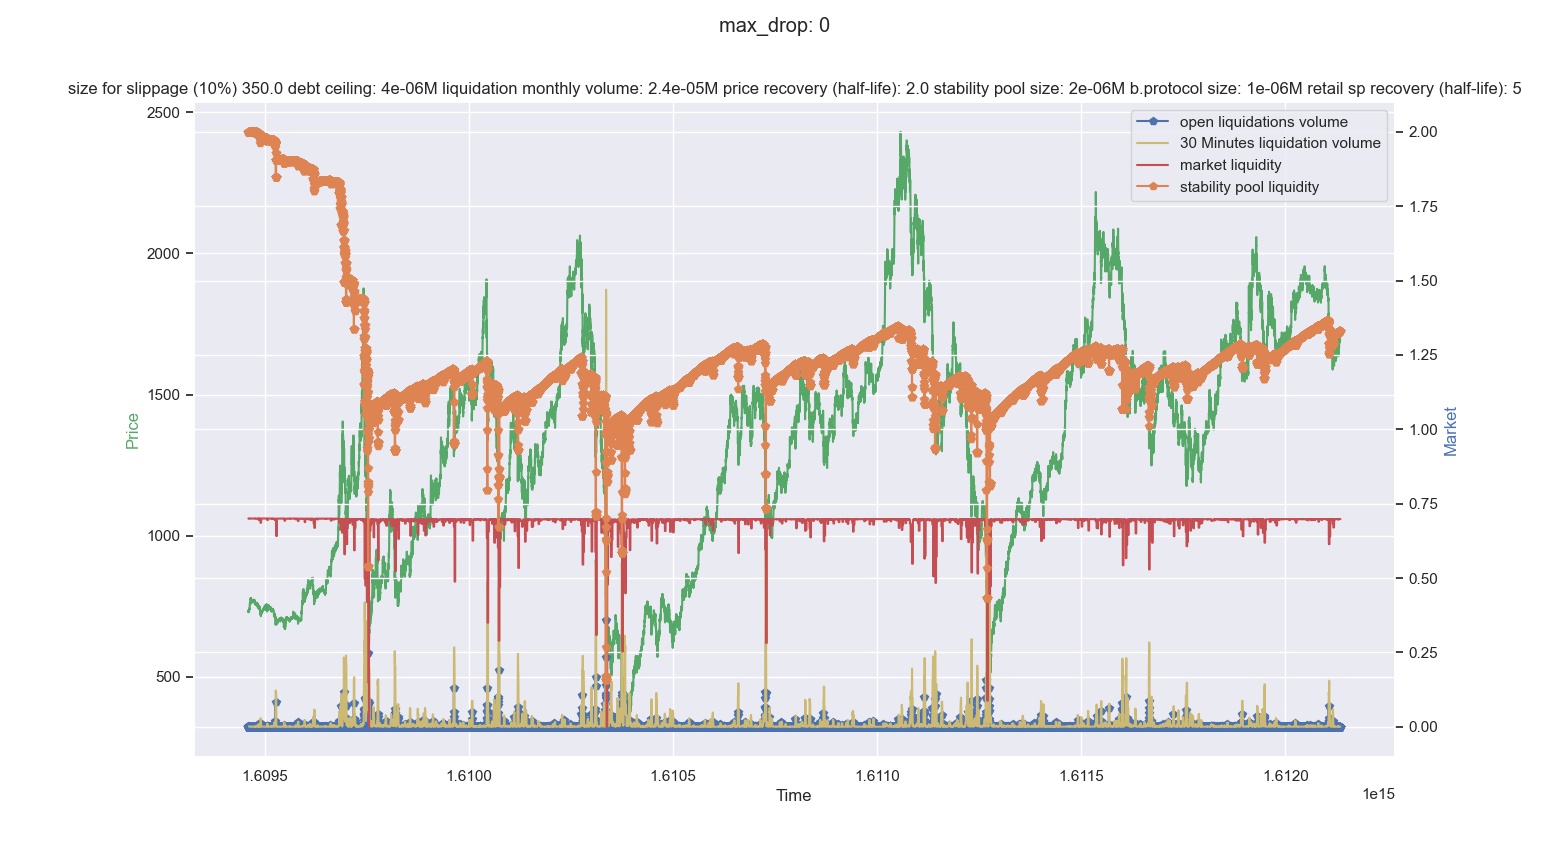 max_drop: 0
size for slippage (10%) 350.0 debt ceiling: 4e-06M liquidation monthly volume: 2.4e-05M price recovery (half-life): 2.0 stability pool size: 2e-06M b.protocol size: 1e-06M retail sp recovery (half-life): 5
open liquidations volume
30 Minutes liquidation volume
market liquidity
stability pool liquidity
2500
2000
1500
1000
500
Price
2.00
1.75
1.50
1.25
1.00
0.75
0.50
0.25
0.00
Market
1.6095
1.6100
1.6105
1.6110
1.6115
1.6120
1e15
Time